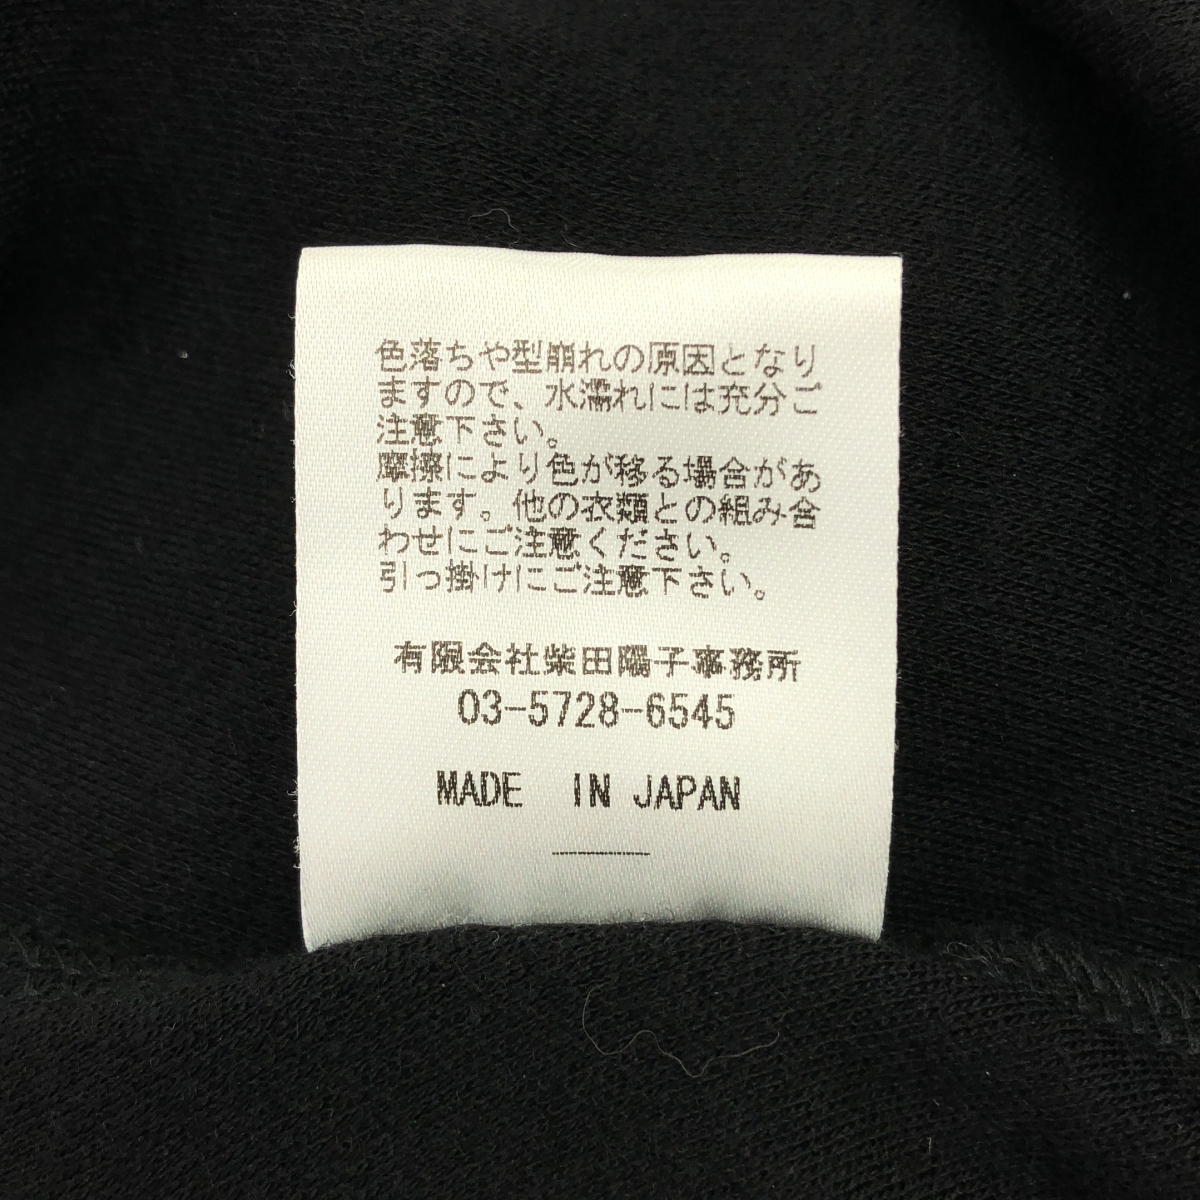 色落ちや型崩れの原因となり
ますので、水濡れには充分ご
注意下さい。
摩擦により色が移る場合があ
ります。他の衣類との組み合
わせにご注意ください。
引っ掛けにご注意下さい。
有限会社柴田陽子事務所
03-5728-6545
MADE IN JAPAN